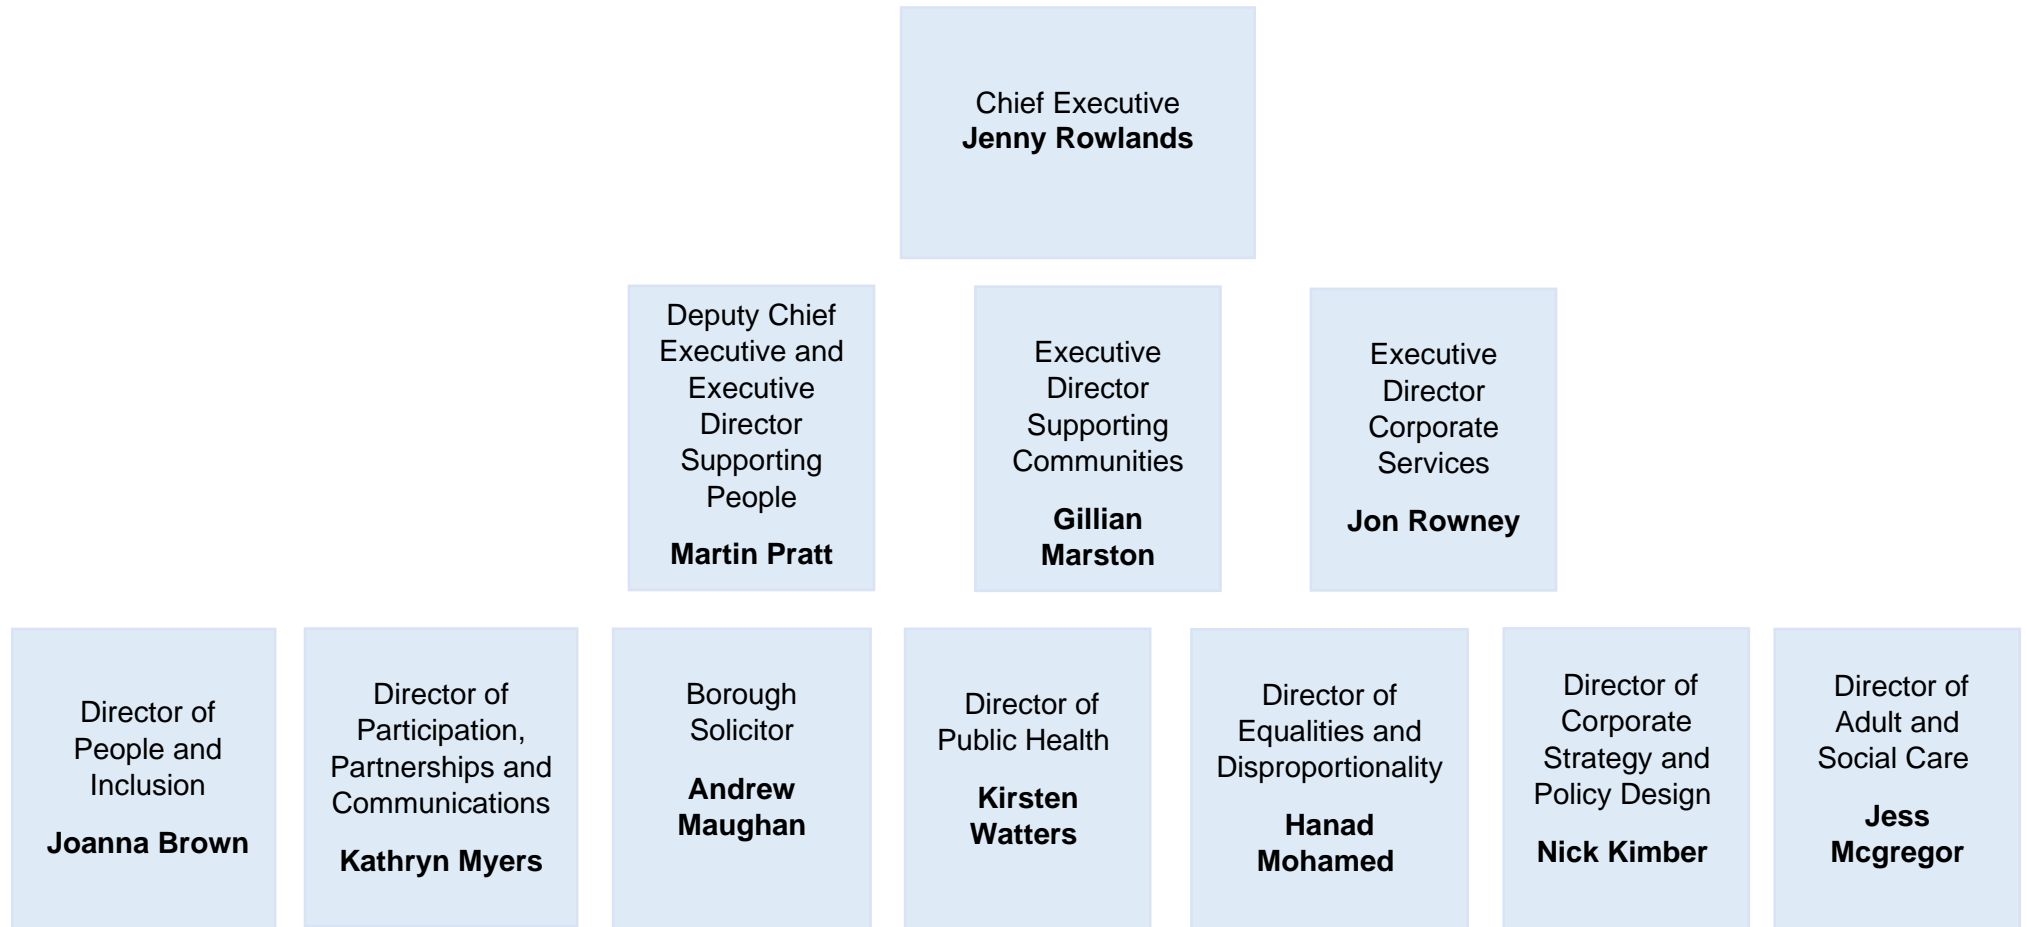 Chief Executive
Jenny Rowlands
Deputy Chief
Executive and
Executive
Director
Supporting
People
Martin Pratt
Executive
Director
Supporting
Communities
Gillian
Marston
Executive
Director
Corporate
Services
Jon Rowney
Director of
People and
Inclusion
Joanna Brown
Director of
Participation,
Partnerships and
Communications
Kathryn Myers
Borough
Solicitor
Andrew
Maughan
Director of
Public Health
Kirsten
Watters
Director of
Equalities and
Disproportionality
Hanad
Mohamed
Director of
Corporate
Strategy and
Policy Design
Nick Kimber
Director of
Adult and
Social Care
Jess
Mcgregor